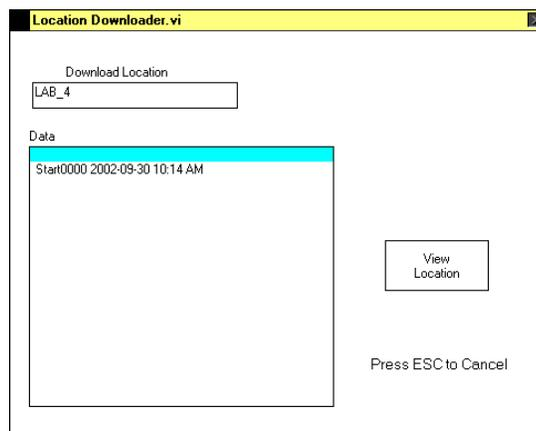 Location Downloader.vi
Download Location
LAB_4
Data
Start0000 2002-09-30 10:14 AM
View
Location
Press ESC to Cancel